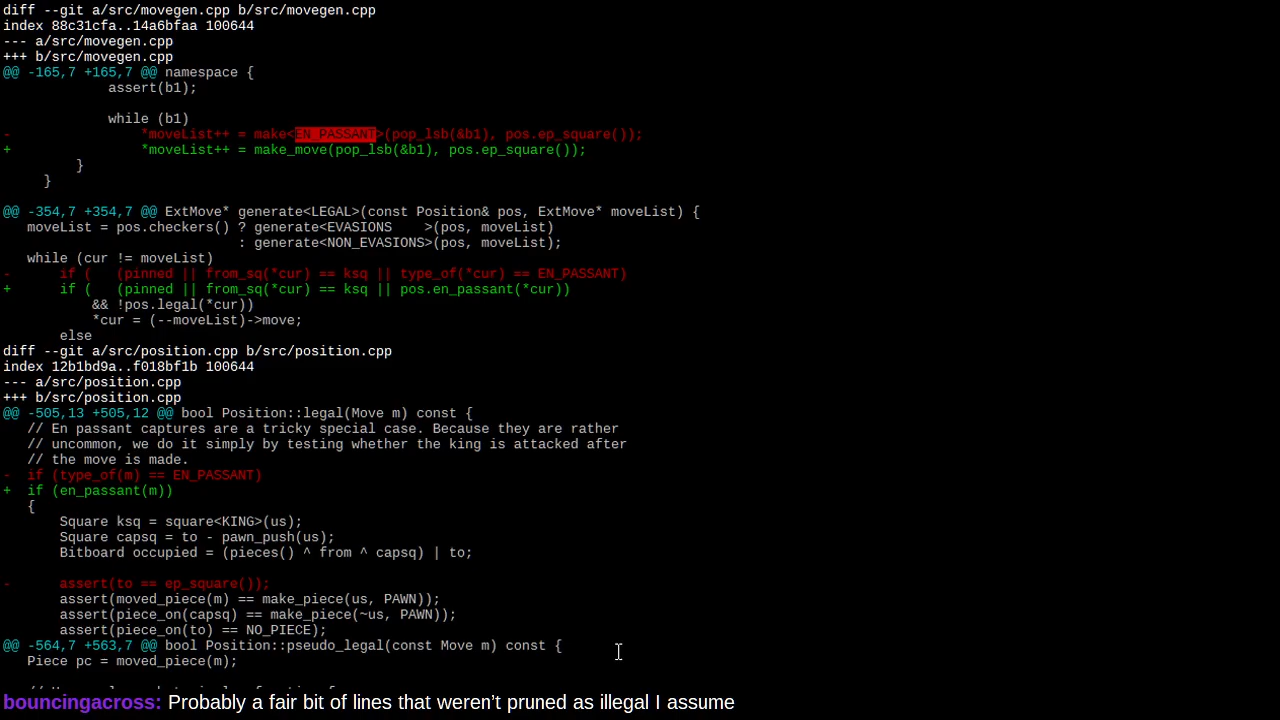 diff --git a/src/movegen.cpp b/src/movegen.cpp
index 88c31cfa..14a6bfaa 100644
--- a/src/movegen.cpp
+++ b/src/movegen.cpp
@@ -165,7 +165,7 @@ namespace {
             assert(b1);

             while (b1)
-                *moveList++ = make<EN_PASSANT>(pop_lsb(&b1), pos.ep_square());
+                *moveList++ = make_move(pop_lsb(&b1), pos.ep_square());
         }
     }

@@ -354,7 +354,7 @@ ExtMove* generate<LEGAL>(const Position& pos, ExtMove* moveList) {
   moveList = pos.checkers() ? generate<EVASIONS    >(pos, moveList)
                             : generate<NON_EVASIONS>(pos, moveList);
   while (cur != moveList)
-      if (   (pinned || from_sq(*cur) == ksq || type_of(*cur) == EN_PASSANT)
+      if (   (pinned || from_sq(*cur) == ksq || pos.en_passant(*cur))
           && !pos.legal(*cur))
           *cur = (--moveList)->move;
       else
diff --git a/src/position.cpp b/src/position.cpp
index 12b1bd9a..f018bf1b 100644
--- a/src/position.cpp
+++ b/src/position.cpp
@@ -505,13 +505,12 @@ bool Position::legal(Move m) const {
   // En passant captures are a tricky special case. Because they are rather
   // uncommon, we do it simply by testing whether the king is attacked after
   // the move is made.
-  if (type_of(m) == EN_PASSANT)
+  if (en_passant(m))
   {
       Square ksq = square<KING>(us);
       Square capsq = to - pawn_push(us);
       Bitboard occupied = (pieces() ^ from ^ capsq) | to;

-      assert(to == ep_square());
       assert(moved_piece(m) == make_piece(us, PAWN));
       assert(piece_on(capsq) == make_piece(~us, PAWN));
       assert(piece_on(to) == NO_PIECE);
@@ -564,7 +563,7 @@ bool Position::pseudo_legal(const Move m) const {
   Piece pc = moved_piece(m);
bouncingacross: Probably a fair bit of lines that weren't pruned as illegal I assume